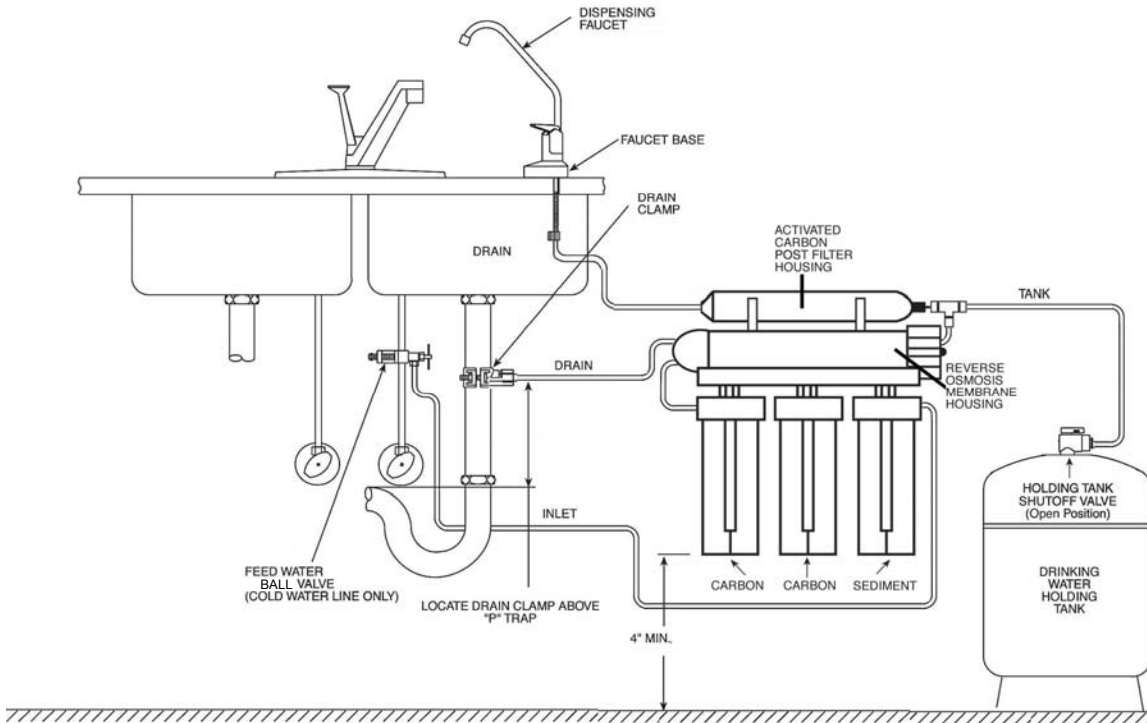 DISPENSING
FAUCET
FAUCET BASE
DRAIN
CLAMP
DRAIN
ACTIVATED
CARBON
POST FILTER
HOUSING
TANK
DRAIN
REVERSE
OSMOSIS
MEMBRANE
HOUSING
HOLDING TANK
SHUTOFF VALVE
(Open Position)
INLET
FEED WATER
BALL VALVE
(COLD WATER LINE ONLY)
CARBON
CARBON
SEDIMENT
DRINKING
WATER
HOLDING
TANK
LOCATE DRAIN CLAMP ABOVE
"P" TRAP
4" MIN.